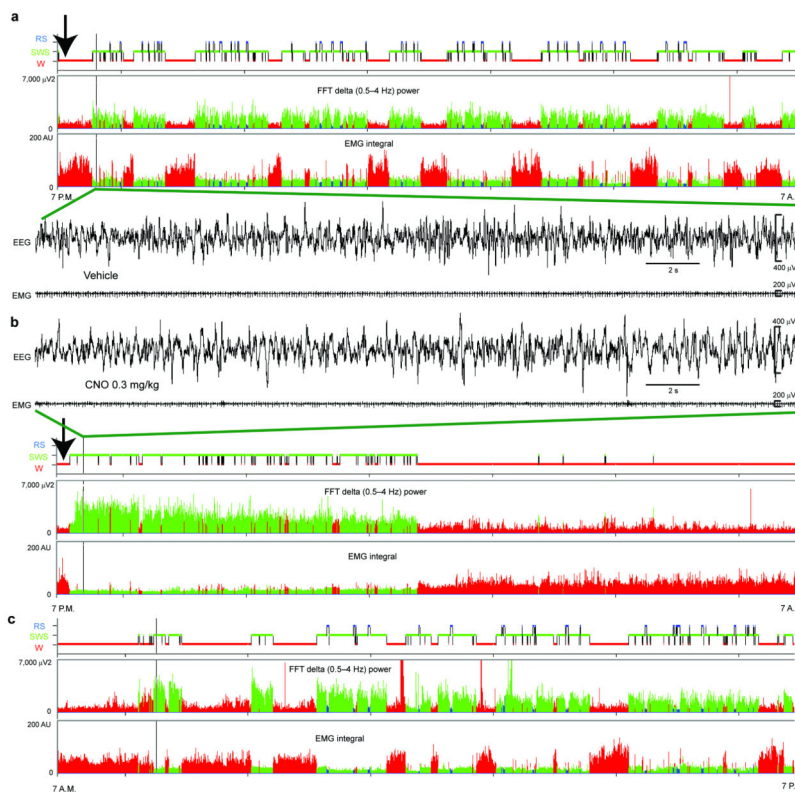 a
RS
SWS
W
7,000 µV2
FFT delta (0.5–4 Hz) power
0
200 AU
EMG integral
0
7 P.M.
7 A.
EEG
Vehicle
2 s
400 µV
200 µV
EMG
b
400 µV
EEG
CNO 0.3 mg/kg
2 s
200 µV
EMG
RS
SWS
W
7,000 µV2
FFT delta (0.5–4 Hz) power
0
200 AU
EMG integral
0
7 P.M.
7 A.M.
c
RS
SWS
W
7,000 µV2
FFT delta (0.5–4 Hz) power
0
200 AU
EMG integral
0
7 A.M.
7 P.